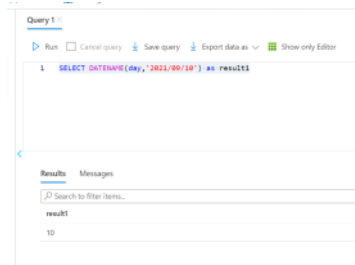 Query 1 ×
Run Cancel query Save query Export data as Show only Editor
1 SELECT DATENAME(day,'2021/09/10') as result1
Results Messages
Search to filter items...
result1
10